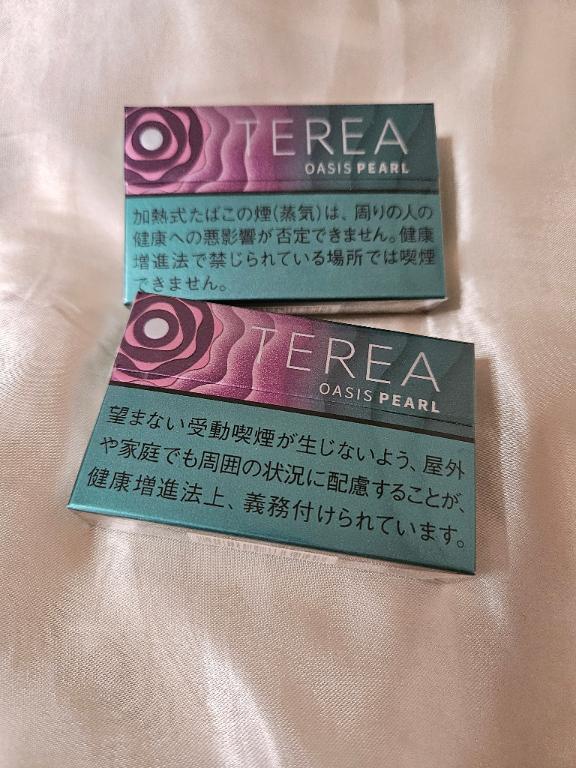 TEREA
OASIS PEARL
加熱式たばこの煙(蒸気)は、周りの人の
健康への悪影響が否定できません。健康
増進法で禁じられている場所では喫煙
できません。
TEREA
OASIS PEARL
望まない受動喫煙が生じないよう、屋外
や家庭でも周囲の状況に配慮することが、
健康増進法上、義務付けられています。